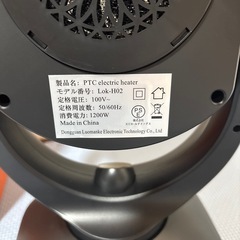 製品名: PTC electric heater
モデル番号: Lok-H02
定格電圧: 100V~
定格周波数: 50/60Hz
消費電力: 1200W
Made in China
PS
E
Dongguan Luomanke Electronic Technology Co., Ltd